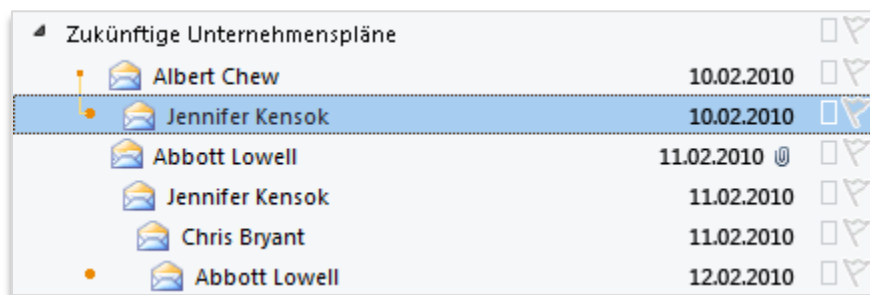 Zukünftige Unternehmenspläne
Albert Chew 10.02.2010
Jennifer Kensok 10.02.2010
Abbott Lowell 11.02.2010
Jennifer Kensok 11.02.2010
Chris Bryant 11.02.2010
Abbott Lowell 12.02.2010